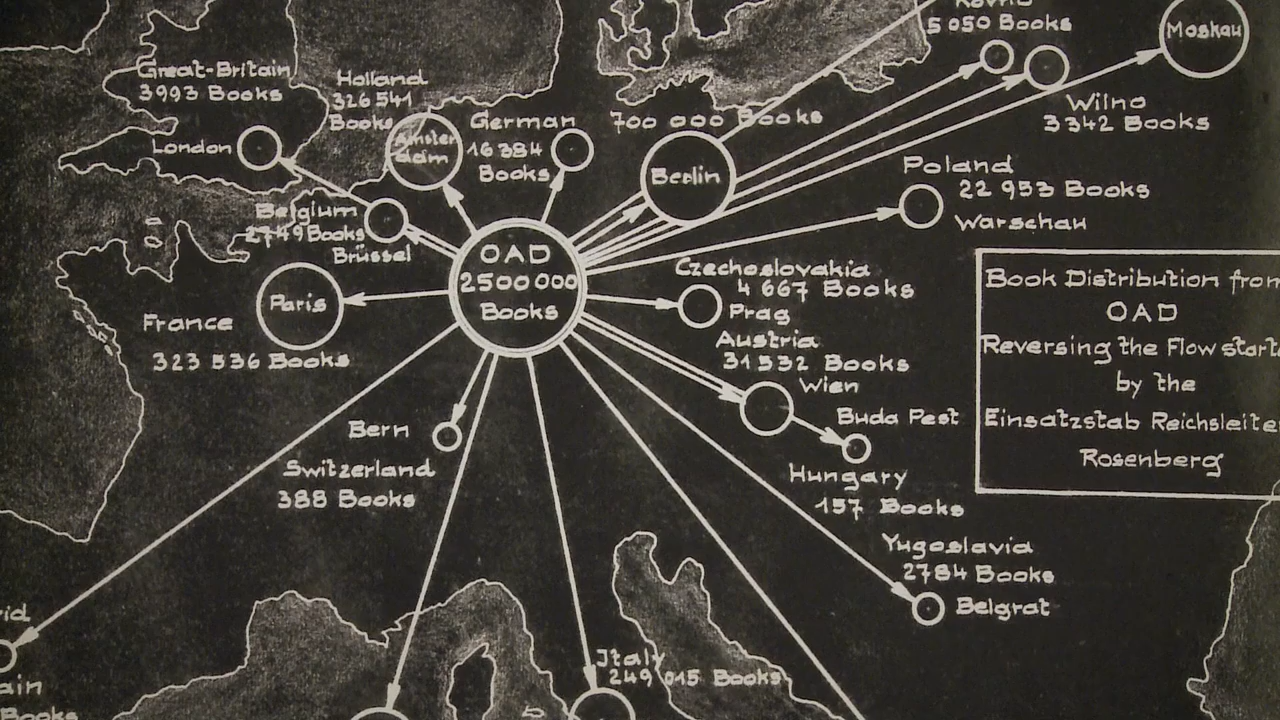 5 050 Books
Moskau
Great-Britain
3993 Books
London
Holland
326 541
Books
Amster
dam
German
16 384
Books
700 000 Books
Berlin
Wilno
3342 Books
Poland
22 953 Books
Warschau
Belgium
2749 Books
Brüssel
OAD
2500000
Books
Paris
France
323 536 Books
Czechoslovakia
4 667 Books
Prag
Austria
31 532 Books
Wien
Buda Pest
Hungary
157 Books
Book Distribution from
OAD
Reversing the Flow
by the
Einsatzstab
Rosenberg
Bern
Switzerland
388 Books
Yugoslavia
2784 Books
Belgrat
Italy
249 015 Books
Books